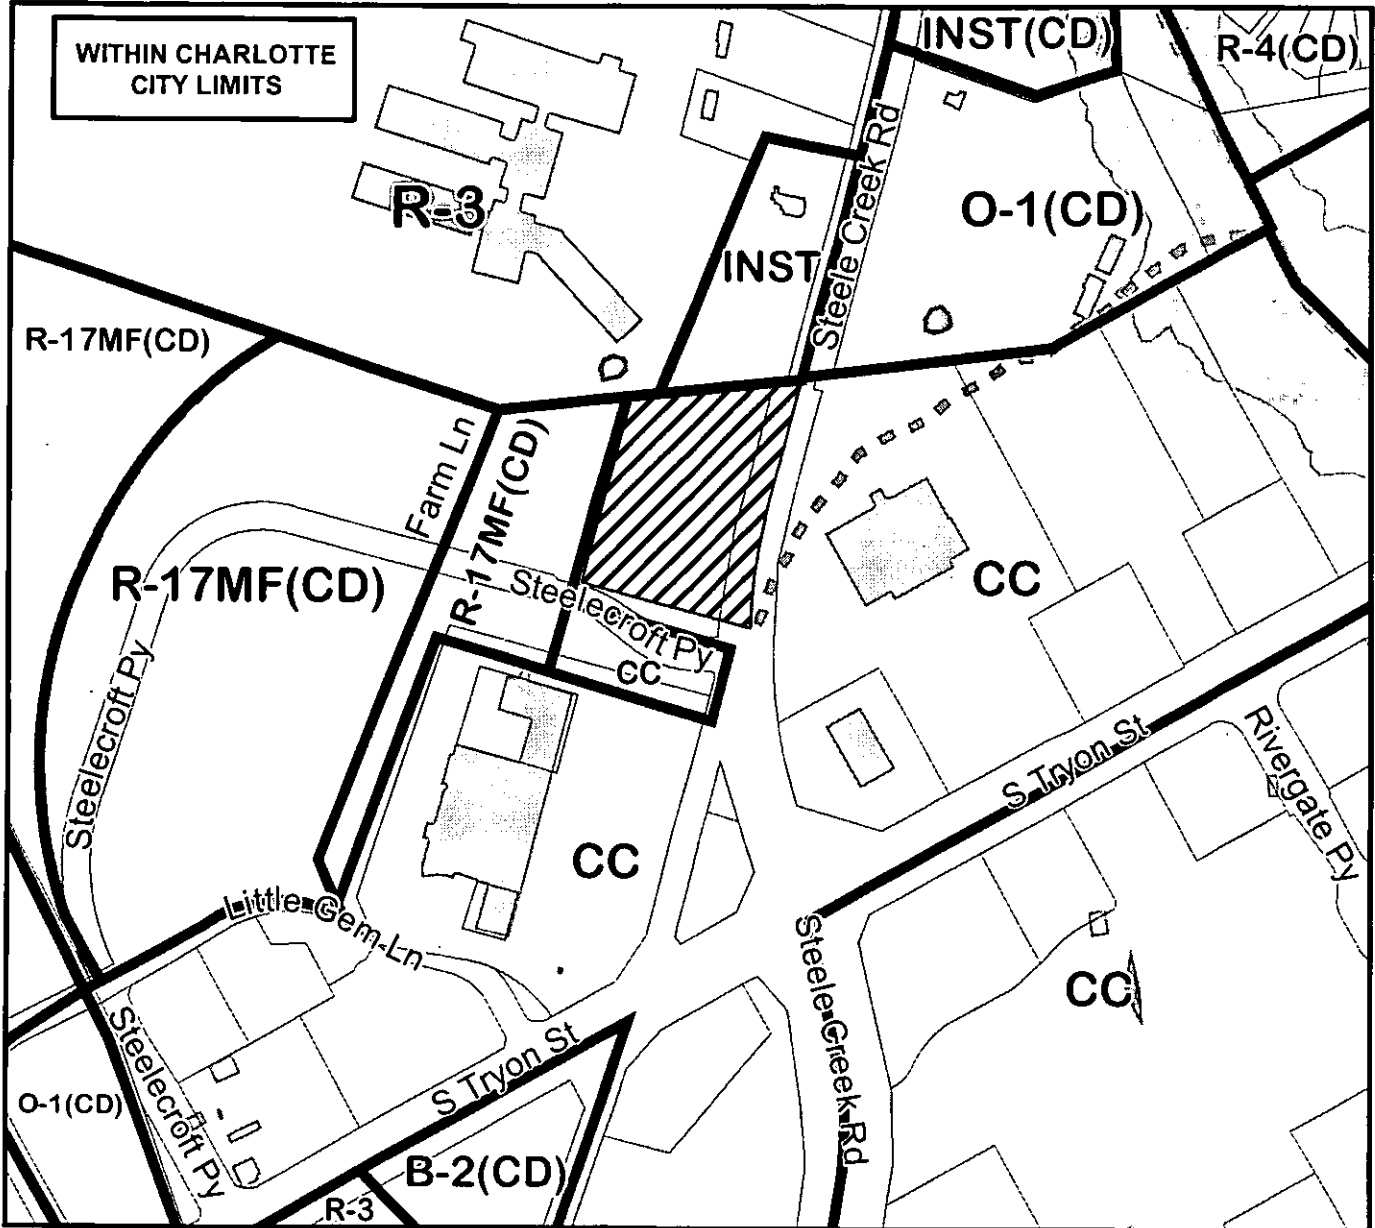 WITHIN CHARLOTTE
CITY LIMITS
INST(CD)
R-4(CD)
R-3
Steele Creek Rd
O-1(CD)
INST
R-17MF(CD)
Farm Ln
R-17MF(CD)
R-17MF(CD)
Steelecroft Py
CC
CC
Steelecroft Py
CC
S Tryon St
Rivergate Py
Little Gem Ln
Steele Creek Rd
CC
Steelecroft Py
S Tryon St
O-1(CD)
B-2(CD)
R-3